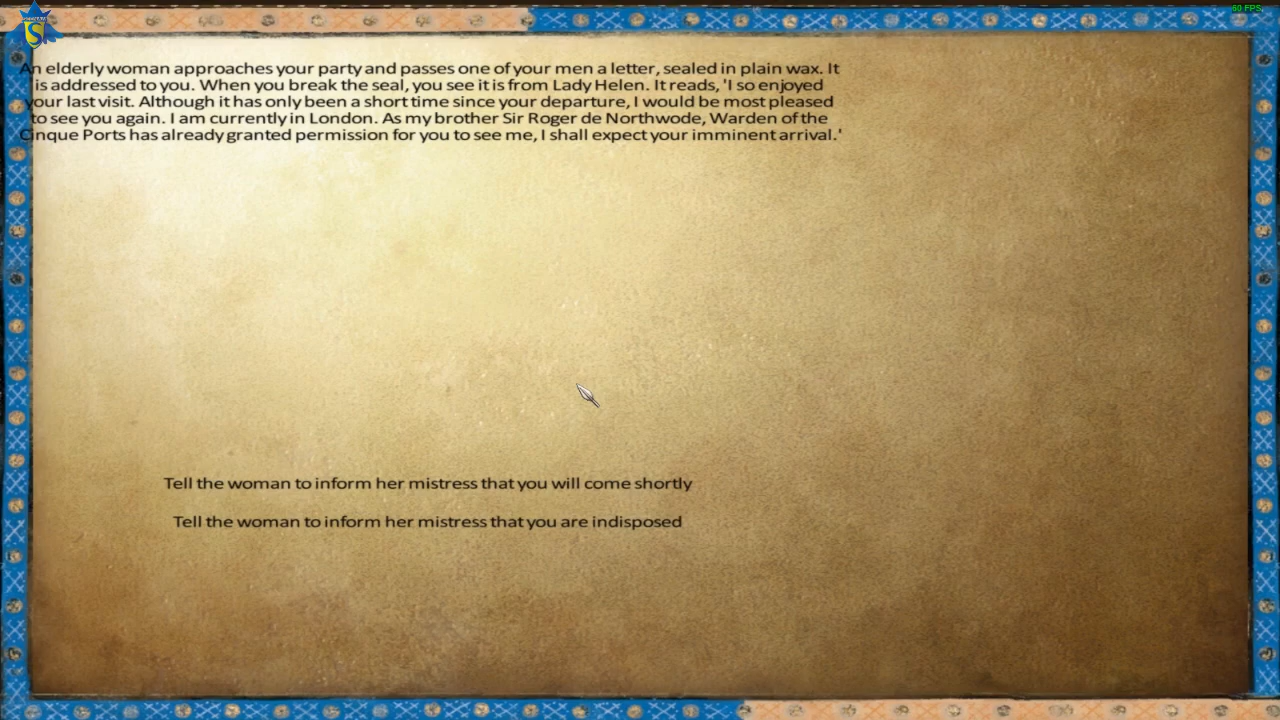 60 FPS
An elderly woman approaches your party and passes one of your men a letter, sealed in plain wax. It
is addressed to you. When you break the seal, you see it is from Lady Helen. It reads, 'I so enjoyed
your last visit. Although it has only been a short time since your departure, I would be most pleased
to see you again. I am currently in London. As my brother Sir Roger de Northwode, Warden of the
Cinque Ports has already granted permission for you to see me, I shall expect your imminent arrival.'
Tell the woman to inform her mistress that you will come shortly
Tell the woman to inform her mistress that you are indisposed